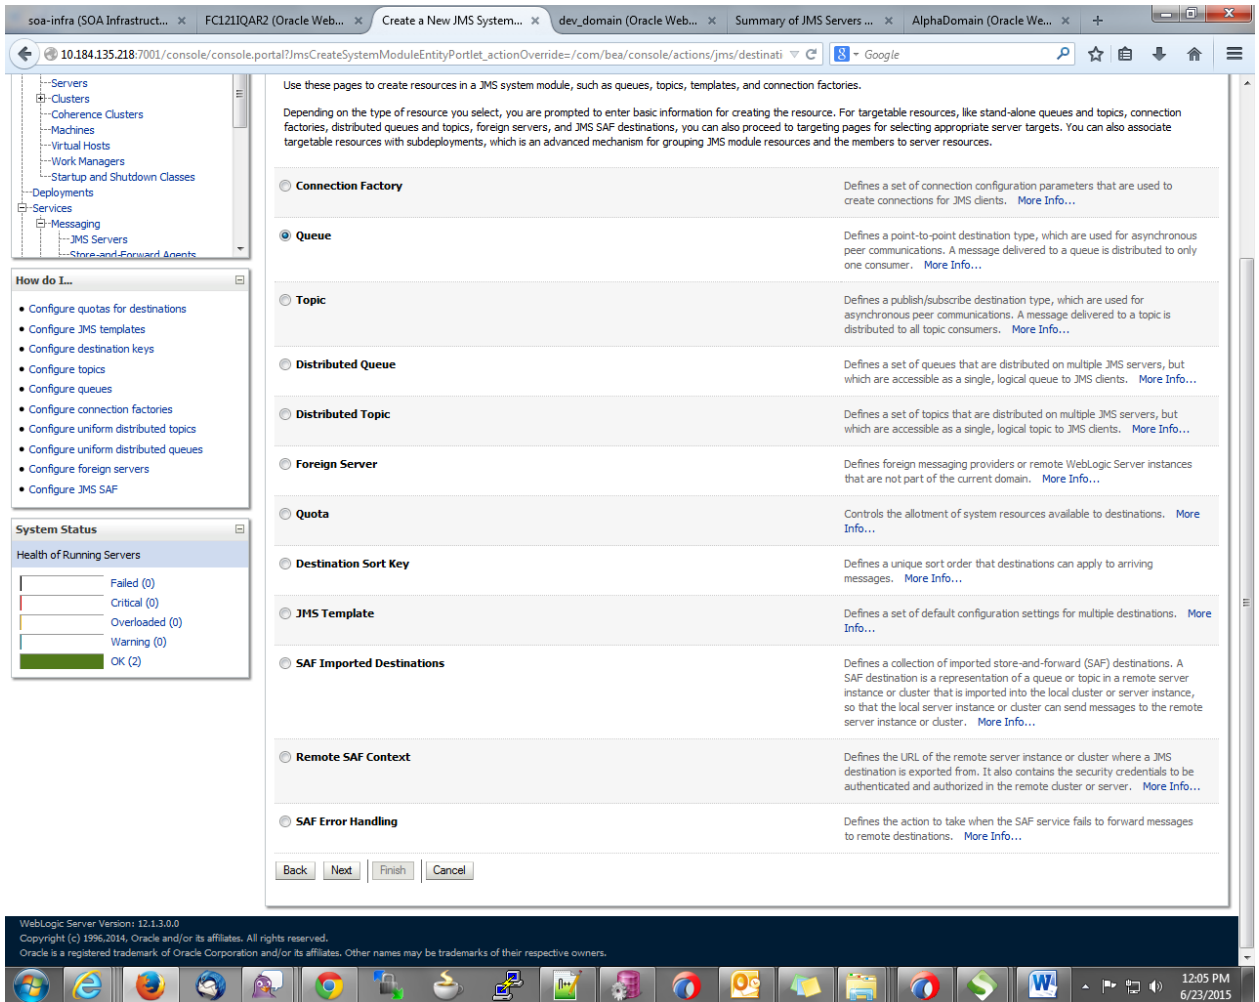 soa-infra (SOA Infrastruct...
FC121IQAR2 (Oracle Web...
Create a New JMS System...
dev_domain (Oracle Web...
Summary of JMS Servers ...
AlphaDomain (Oracle We...
10.184.135.218:7001/console/console.portal?JmsCreateSystemModuleEntityPortlet_actionOverride=/com/bea/console/actions/jms/destinati
Google
Servers
Clusters
Coherence Clusters
Machines
Virtual Hosts
Work Managers
Startup and Shutdown Classes
Deployments
Services
Messaging
JMS Servers
Store-and-Forward Agents
How do I...
Configure quotas for destinations
Configure JMS templates
Configure destination keys
Configure topics
Configure queues
Configure connection factories
Configure uniform distributed topics
Configure uniform distributed queues
Configure foreign servers
Configure JMS SAF
System Status
Health of Running Servers
Failed (0)
Critical (0)
Overloaded (0)
Warning (0)
OK (2)
Use these pages to create resources in a JMS system module, such as queues, topics, templates, and connection factories.
Depending on the type of resource you select, you are prompted to enter basic information for creating the resource. For targetable resources, like stand-alone queues and topics, connection
factories, distributed queues and topics, foreign servers, and JMS SAF destinations, you can also proceed to targeting pages for selecting appropriate server targets. You can also associate
targetable resources with subdeployments, which is an advanced mechanism for grouping JMS module resources and the members to server resources.
Connection Factory
Defines a set of connection configuration parameters that are used to
create connections for JMS clients. More Info...
Queue
Defines a point-to-point destination type, which are used for asynchronous
peer communications. A message delivered to a queue is distributed to only
one consumer. More Info...
Topic
Defines a publish/subscribe destination type, which are used for
asynchronous peer communications. A message delivered to a topic is
distributed to all topic consumers. More Info...
Distributed Queue
Defines a set of queues that are distributed on multiple JMS servers, but
which are accessible as a single, logical queue to JMS clients. More Info...
Distributed Topic
Defines a set of topics that are distributed on multiple JMS servers, but
which are accessible as a single, logical topic to JMS clients. More Info...
Foreign Server
Defines foreign messaging providers or remote WebLogic Server instances
that are not part of the current domain. More Info...
Quota
Controls the allotment of system resources available to destinations. More
Info...
Destination Sort Key
Defines a unique sort order that destinations can apply to arriving
messages. More Info...
JMS Template
Defines a set of default configuration settings for multiple destinations. More
Info...
SAF Imported Destinations
Defines a collection of imported store-and-forward (SAF) destinations. A
SAF destination is a representation of a queue or topic in a remote server
instance or cluster that is imported into the local cluster or server instance,
so that the local server instance or cluster can send messages to the remote
server instance or cluster. More Info...
Remote SAF Context
Defines the URL of the remote server instance or cluster where a JMS
destination is exported from. It also contains the security credentials to be
authenticated and authorized in the remote cluster or server. More Info...
SAF Error Handling
Defines the action to take when the SAF service fails to forward messages
to remote destinations. More Info...
Back Next Finish Cancel
WebLogic Server Version: 12.1.3.0.0
Copyright (c) 1996,2014, Oracle and/or its affiliates. All rights reserved.
Oracle is a registered trademark of Oracle Corporation and/or its affiliates. Other names may be trademarks of their respective owners.
12:05 PM
6/23/2015